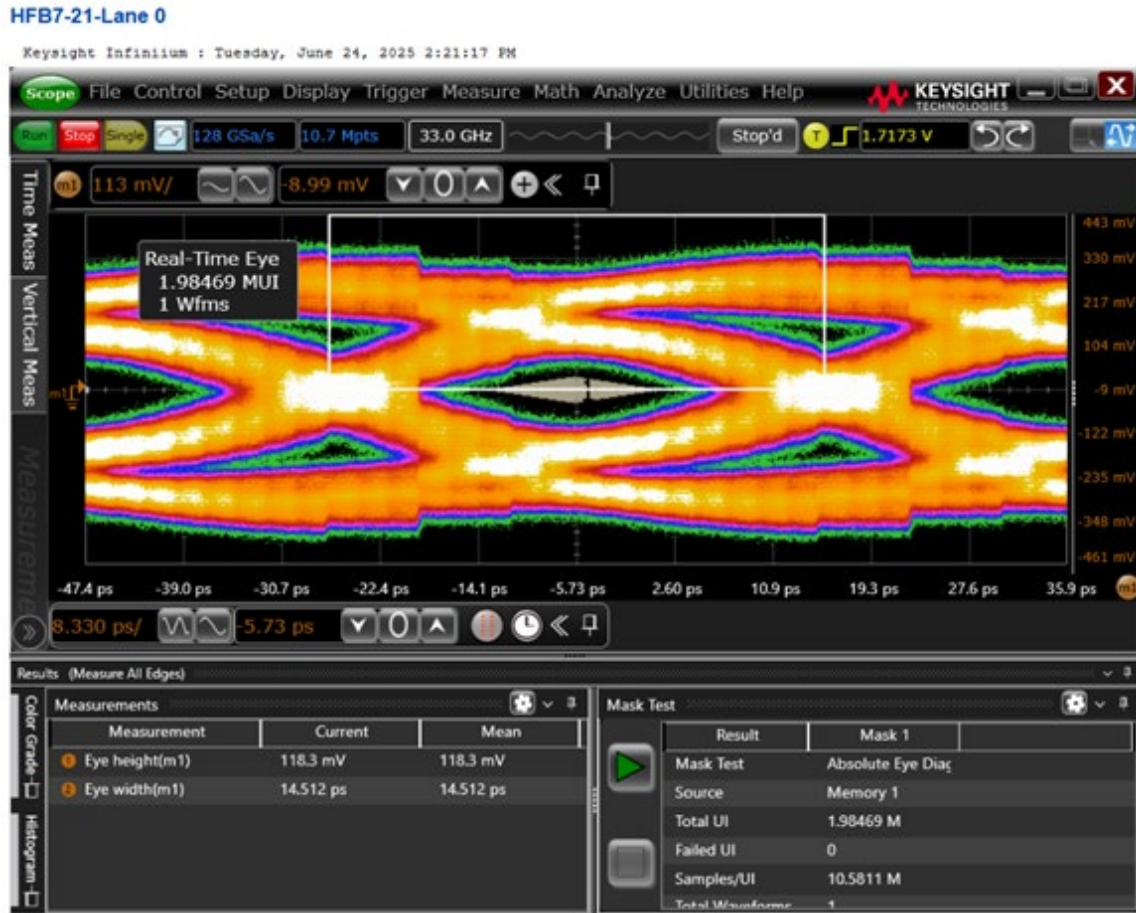 HFB7-21-Lane 0
Keysight Infiniium : Tuesday, June 24, 2025 2:21:17 PM
Scope File Control Setup Display Trigger Measure Math Analyze Utilities Help KEYSIGHT TECHNOLOGIES
Run Stop Single 128 GSa/s 10.7 Mpts 33.0 GHz Stop'd T 1.7173 V
Time Meas
Vertical Meas
Measureme
m1 113 mV/ -8.99 mV
Real-Time Eye
1.98469 MUI
1 Wfms
443 mV
330 mV
217 mV
104 mV
-9 mV
-122 mV
-235 mV
-348 mV
-461 mV
m1
-47.4 ps -39.0 ps -30.7 ps -22.4 ps -14.1 ps -5.73 ps 2.60 ps 10.9 ps 19.3 ps 27.6 ps 35.9 ps m1
8.330 ps/ -5.73 ps
Results (Measure All Edges)
Color Grade
Histogram
Measurements
Measurement Current Mean
1 Eye height(m1) 118.3 mV 118.3 mV
2 Eye width(m1) 14.512 ps 14.512 ps
Mask Test
Result Mask 1
Mask Test Absolute Eye Diag
Source Memory 1
Total UI 1.98469 M
Failed UI 0
Samples/UI 10.5811 M
Total Waveforms 1